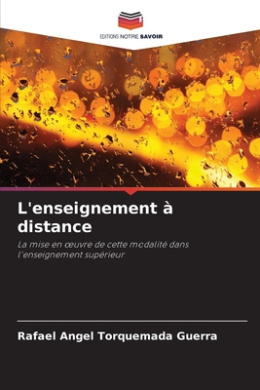 EDITIONS NOTRE SAVOIR
L'enseignement à
distance
La mise en œuvre de cette modalité dans
l'enseignement supérieur
Rafael Angel Torquemada Guerra